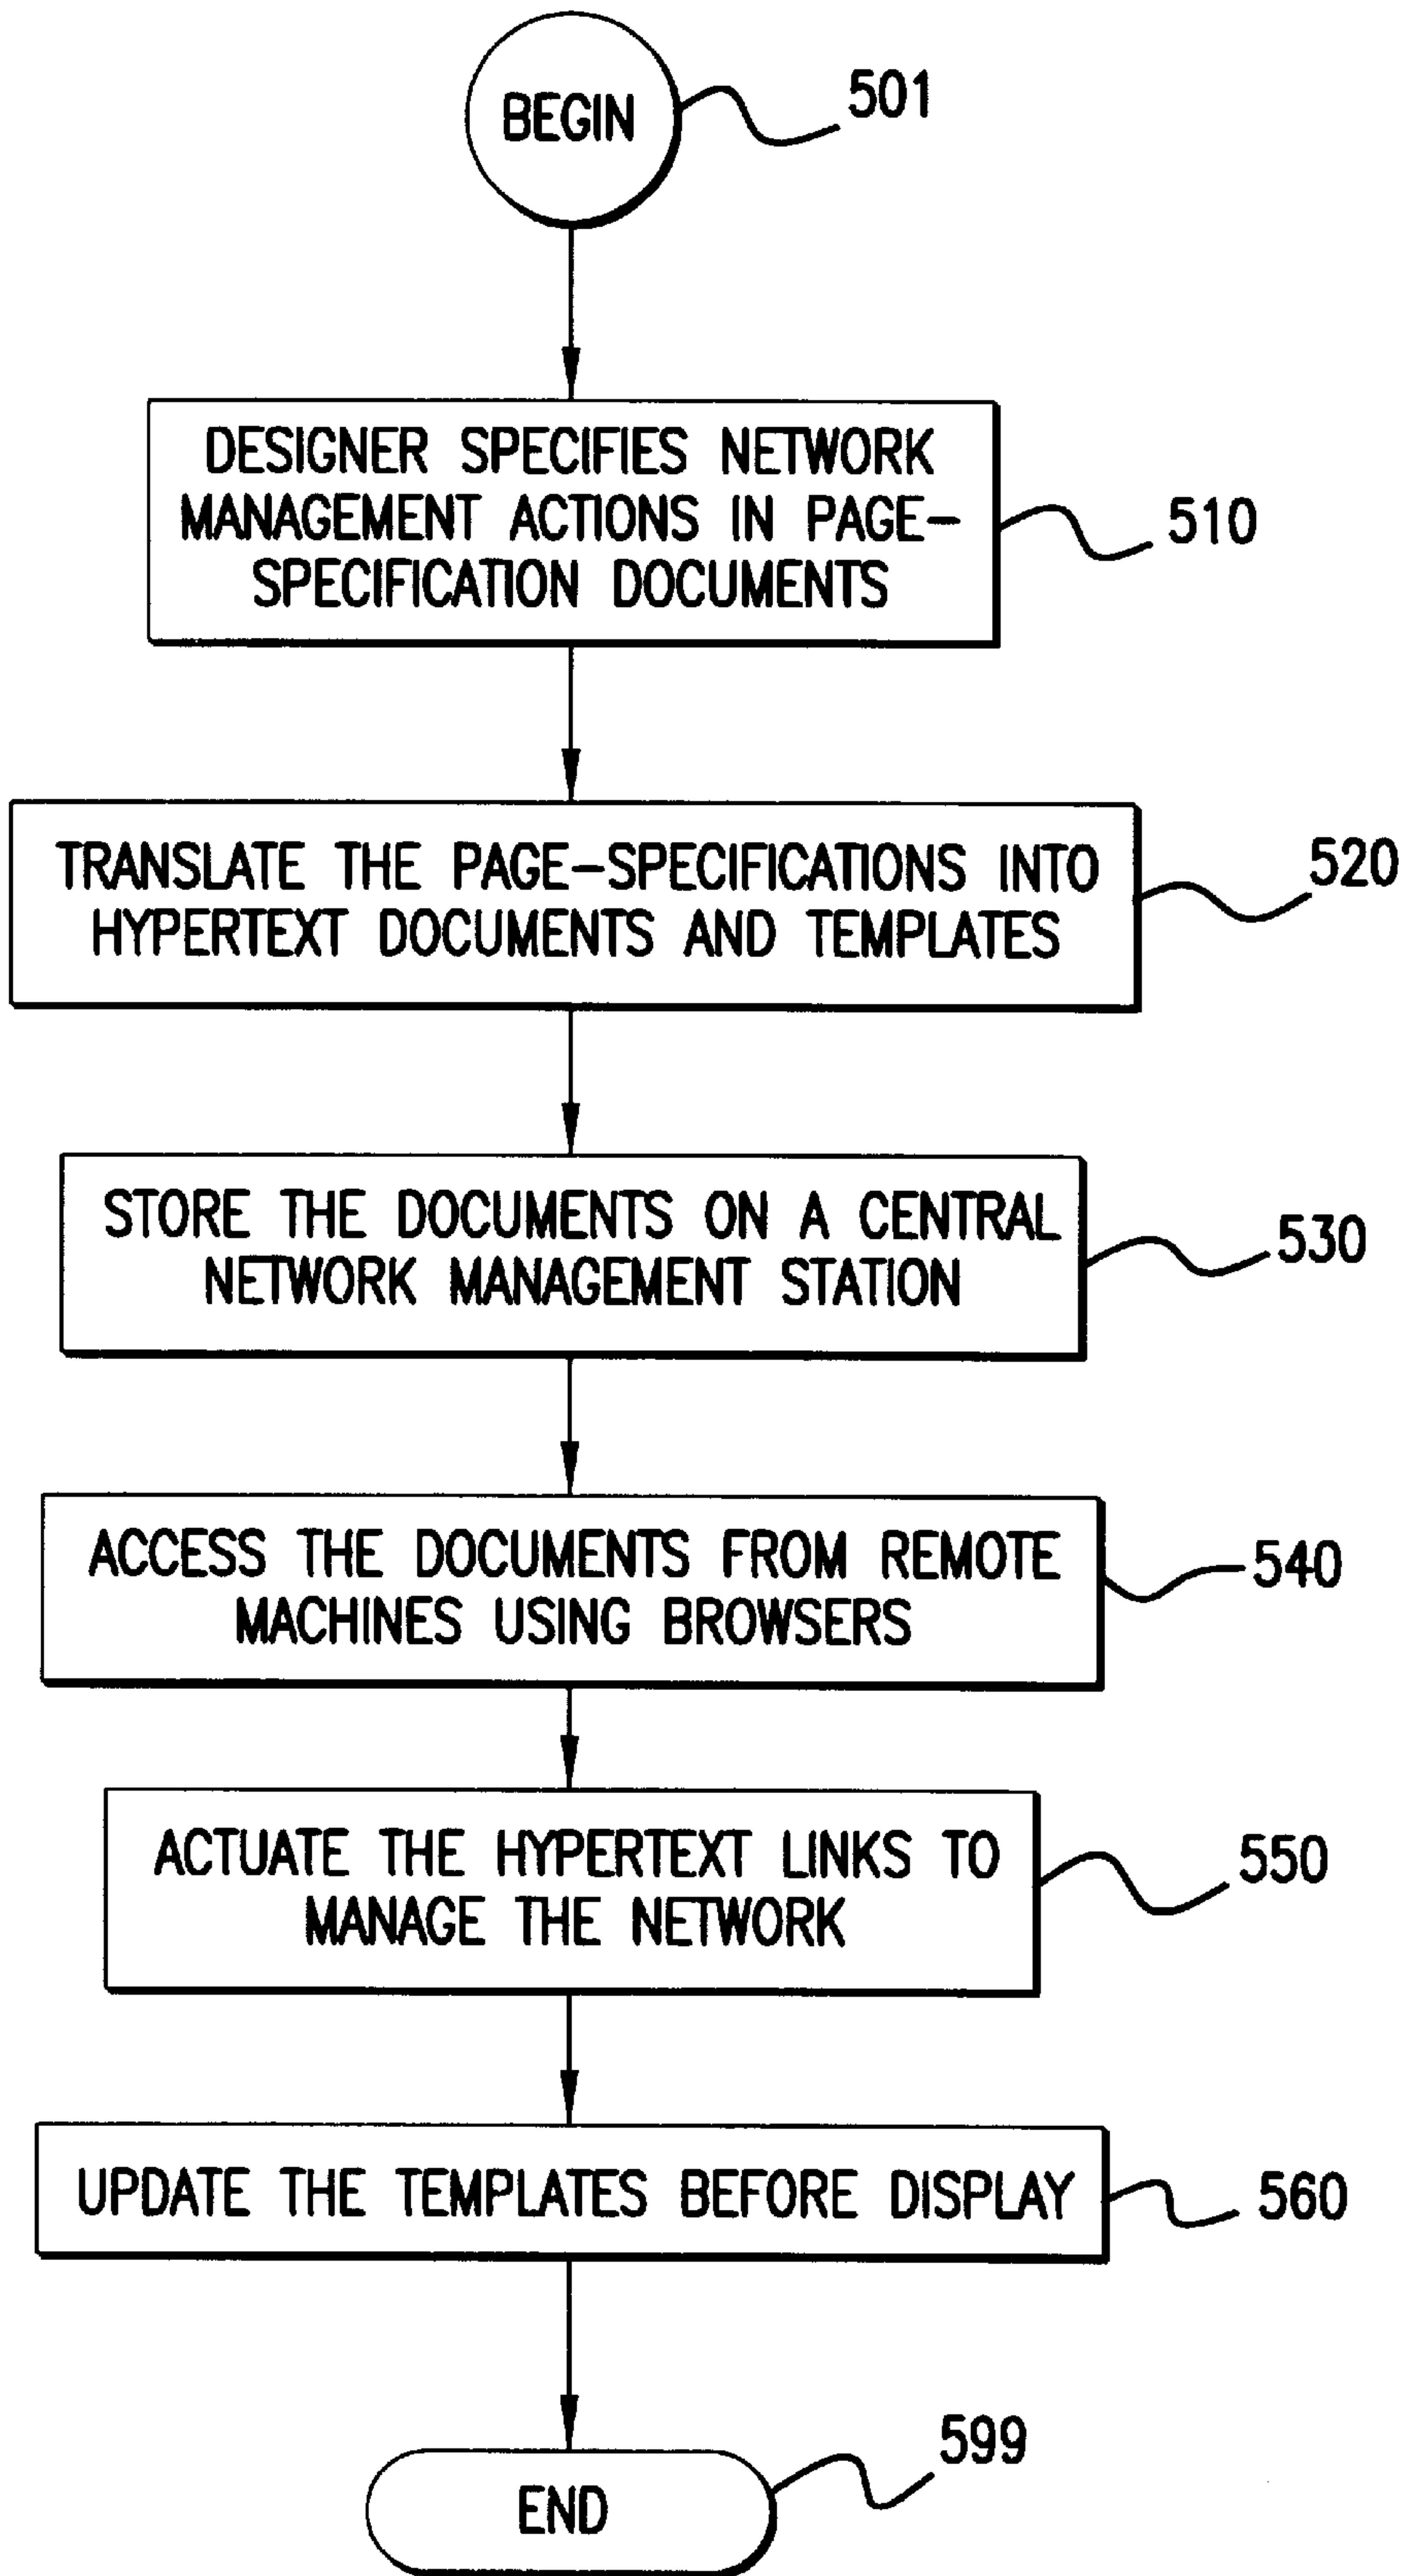 BEGIN
501
DESIGNER SPECIFIES NETWORK
MANAGEMENT ACTIONS IN PAGE-
SPECIFICATION DOCUMENTS
510
TRANSLATE THE PAGE-SPECIFICATIONS INTO
HYPERTEXT DOCUMENTS AND TEMPLATES
520
STORE THE DOCUMENTS ON A CENTRAL
NETWORK MANAGEMENT STATION
530
ACCESS THE DOCUMENTS FROM REMOTE
MACHINES USING BROWSERS
540
ACTUATE THE HYPERTEXT LINKS TO
MANAGE THE NETWORK
550
UPDATE THE TEMPLATES BEFORE DISPLAY
560
END
599